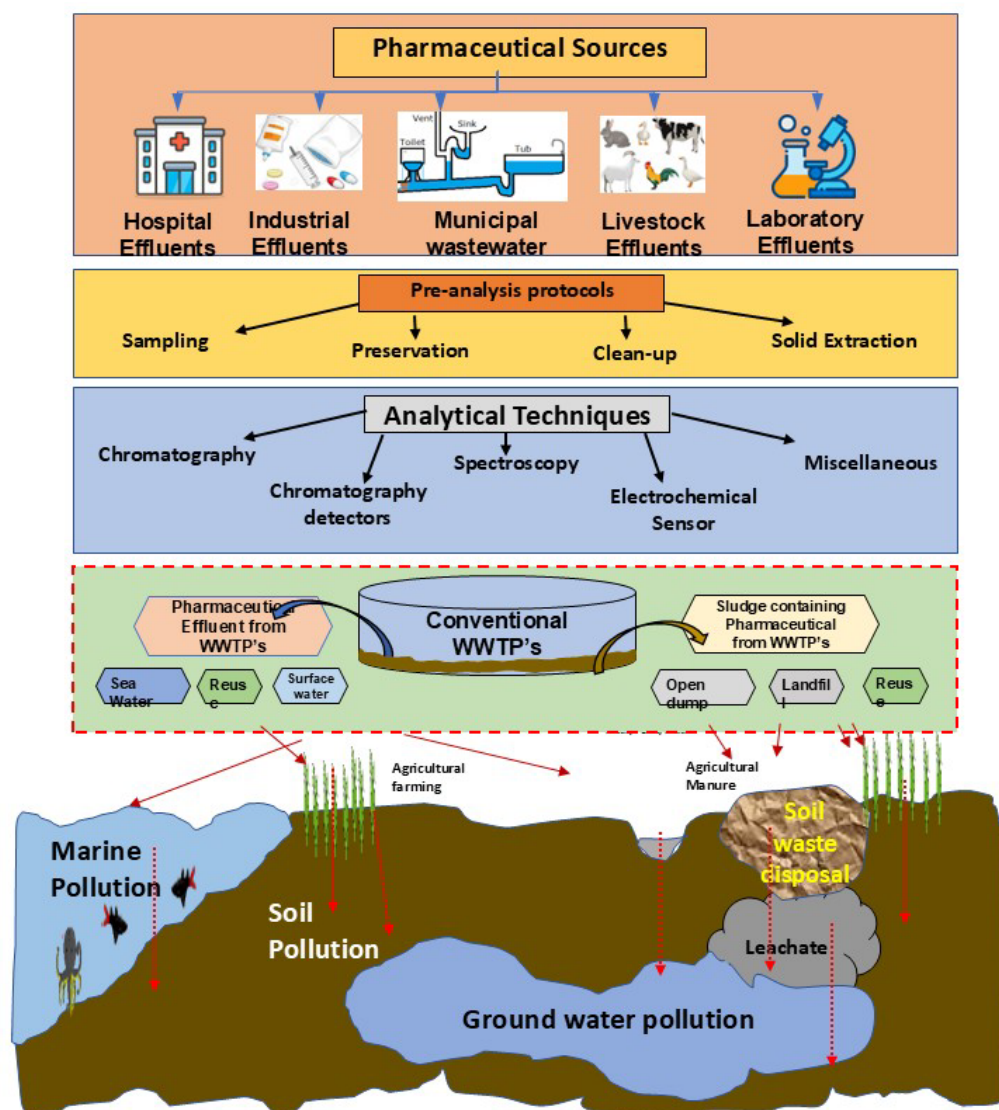 Pharmaceutical Sources
Vent
Sink
Toilet
Tub
Hospital
Effluents
Industrial
Effluents
Municipal
wastewater
Livestock
Effluents
Laboratory
Effluents
Pre-analysis protocols
Sampling
Preservation
Clean-up
Solid Extraction
Analytical Techniques
Chromatography
Spectroscopy
Miscellaneous
Chromatography
detectors
Electrochemical
Sensor
Pharmaceutical
Effluent from
WWTP's
Conventional
WWTP's
Sludge containing
Pharmaceutical
from WWTP's
Sea
Water
Reus
e
Surface
water
Open
dump
Landfil
l
Reus
e
Agricultural
farming
Agricultural
Manure
Marine
Pollution
Soil
Pollution
Soil
waste
disposal
Leachate
Ground water pollution